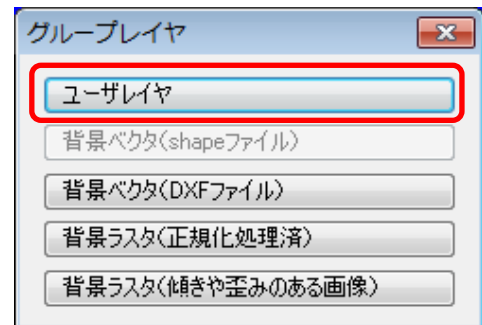 グループレイヤ
ユーザレイヤ
背景ベクタ(shapeファイル)
背景ベクタ(DXFファイル)
背景ラスタ(正規化処理済)
背景ラスタ(傾きや歪みのある画像)